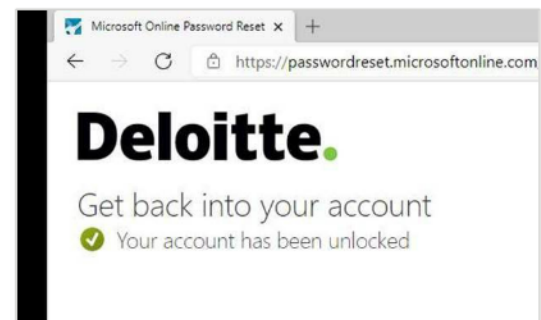 Microsoft Online Password Reset
https://passwordreset.microsoftonline.com
Deloitte.
Get back into your account
Your account has been unlocked